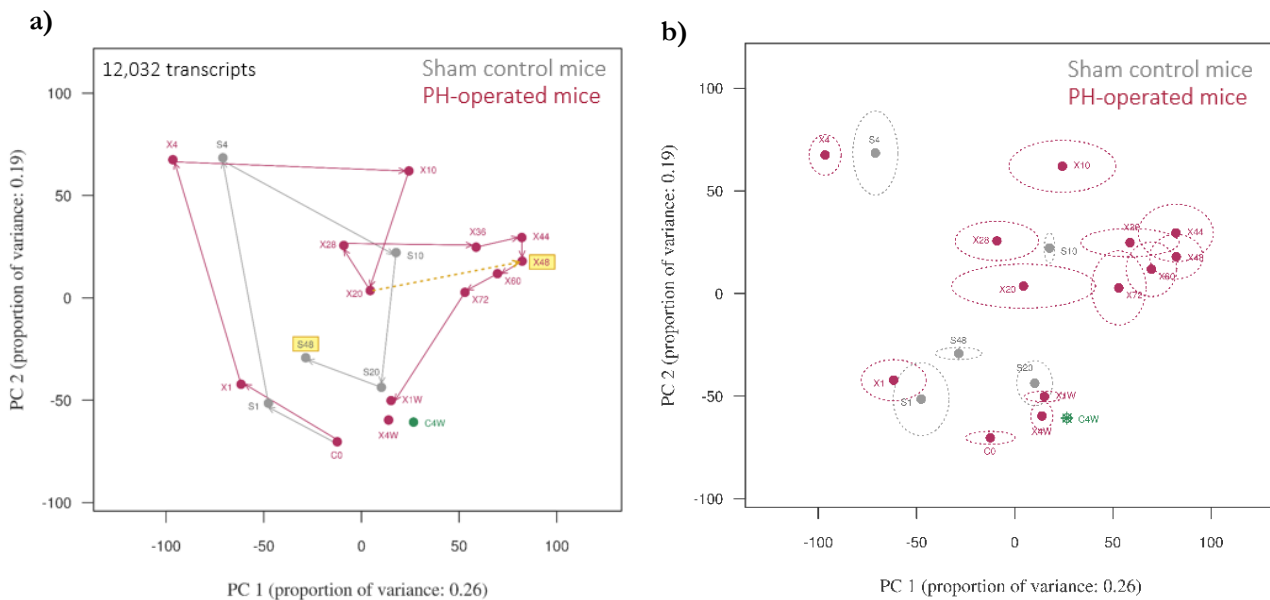 a)
12,032 transcripts
Sham control mice
PH-operated mice
100
50
0
-50
-100
PC 2 (proportion of variance: 0.19)
X4
S4
X10
X28
X36
X44
S10
X48
X20
X60
X72
S48
S20
X1
S1
X1W
X4W
C4W
C0
-100
-50
0
50
100
PC 1 (proportion of variance: 0.26)
b)
Sham control mice
PH-operated mice
100
50
0
-50
-100
PC 2 (proportion of variance: 0.19)
X4
S4
X10
X28
X36
X44
S10
X48
X20
X60
X72
S48
S20
X1
S1
X1W
X4W
C4W
C0
-100
-50
0
50
100
PC 1 (proportion of variance: 0.26)